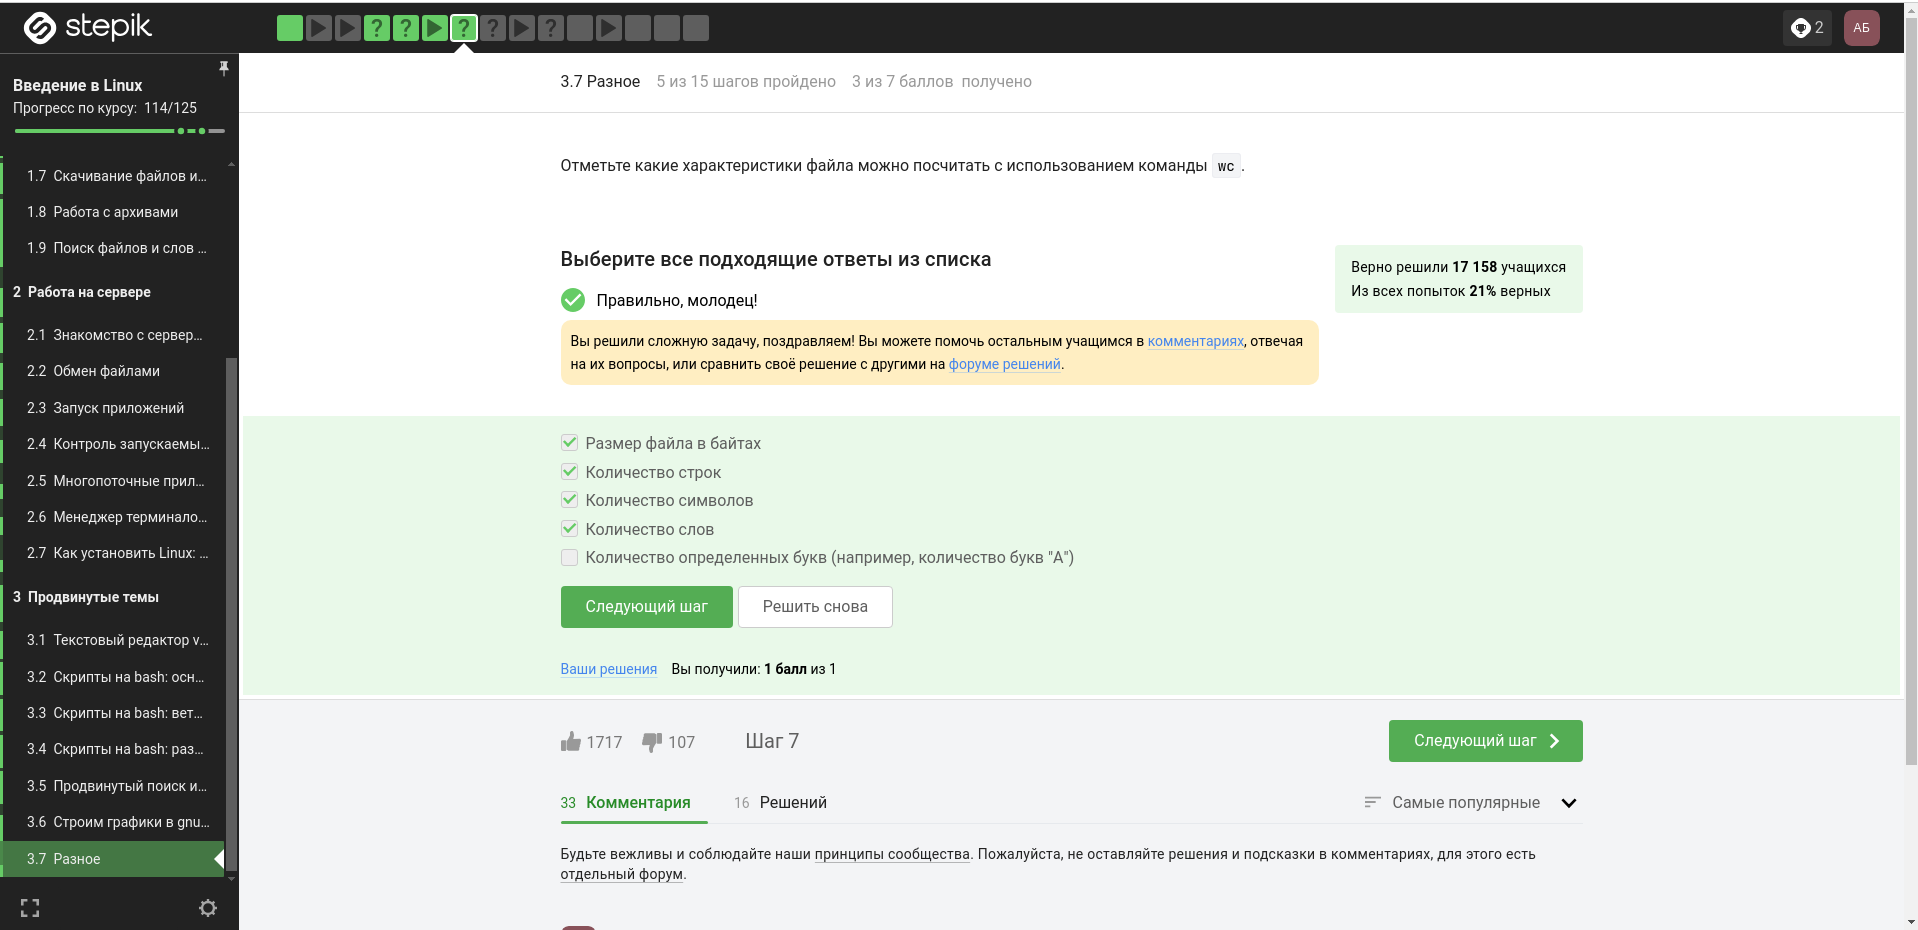 stepik
? ? ? ? ?
2
АБ
Введение в Linux
Прогресс по курсу: 114/125
1.7 Скачивание файлов и...
1.8 Работа с архивами
1.9 Поиск файлов и слов ...
2 Работа на сервере
2.1 Знакомство с сервер...
2.2 Обмен файлами
2.3 Запуск приложений
2.4 Контроль запускаемы...
2.5 Многопоточные прил...
2.6 Менеджер терминало...
2.7 Как установить Linux: ...
3 Продвинутые темы
3.1 Текстовый редактор v...
3.2 Скрипты на bash: осн...
3.3 Скрипты на bash: вет...
3.4 Скрипты на bash: раз...
3.5 Продвинутый поиск и...
3.6 Строим графики в gnu...
3.7 Разное
3.7 Разное 5 из 15 шагов пройдено 3 из 7 баллов получено
Отметьте какие характеристики файла можно посчитать с использованием команды wc.
Выберите все подходящие ответы из списка
Правильно, молодец!
Верно решили 17 158 учащихся
Из всех попыток 21% верных
Вы решили сложную задачу, поздравляем! Вы можете помочь остальным учащимся в комментариях, отвечая
на их вопросы, или сравнить своё решение с другими на форуме решений.
Размер файла в байтах
Количество строк
Количество символов
Количество слов
Количество определенных букв (например, количество букв "A")
Следующий шаг Решить снова
Ваши решения Вы получили: 1 балл из 1
1717 107 Шаг 7 Следующий шаг
33 Комментария 16 Решений Самые популярные
Будьте вежливы и соблюдайте наши принципы сообщества. Пожалуйста, не оставляйте решения и подсказки в комментариях, для этого есть
отдельный форум.